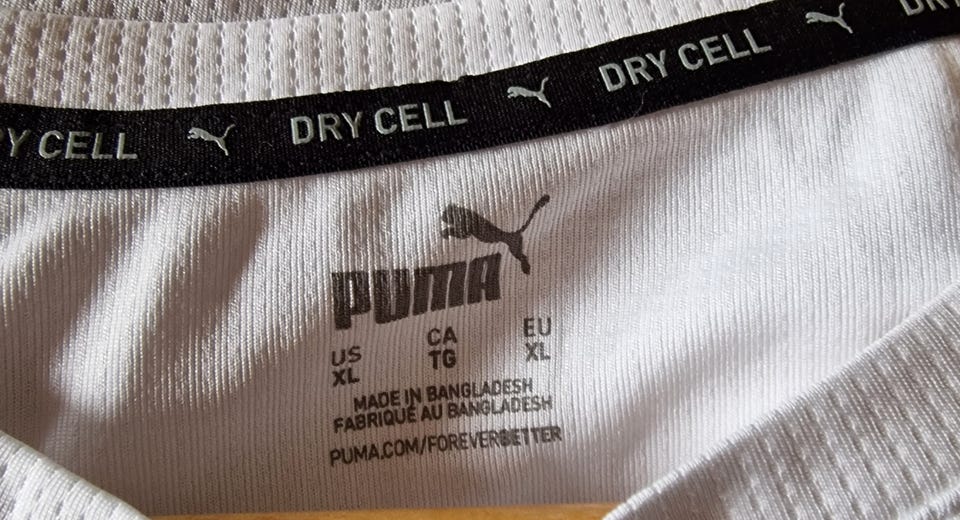 DRY CELL DRY CELL DRY CELL DRY
PUMA
US CA EU
XL TG XL
MADE IN BANGLADESH
FABRIQUÉ AU BANGLADESH
PUMA.COM/FOREVERBETTER